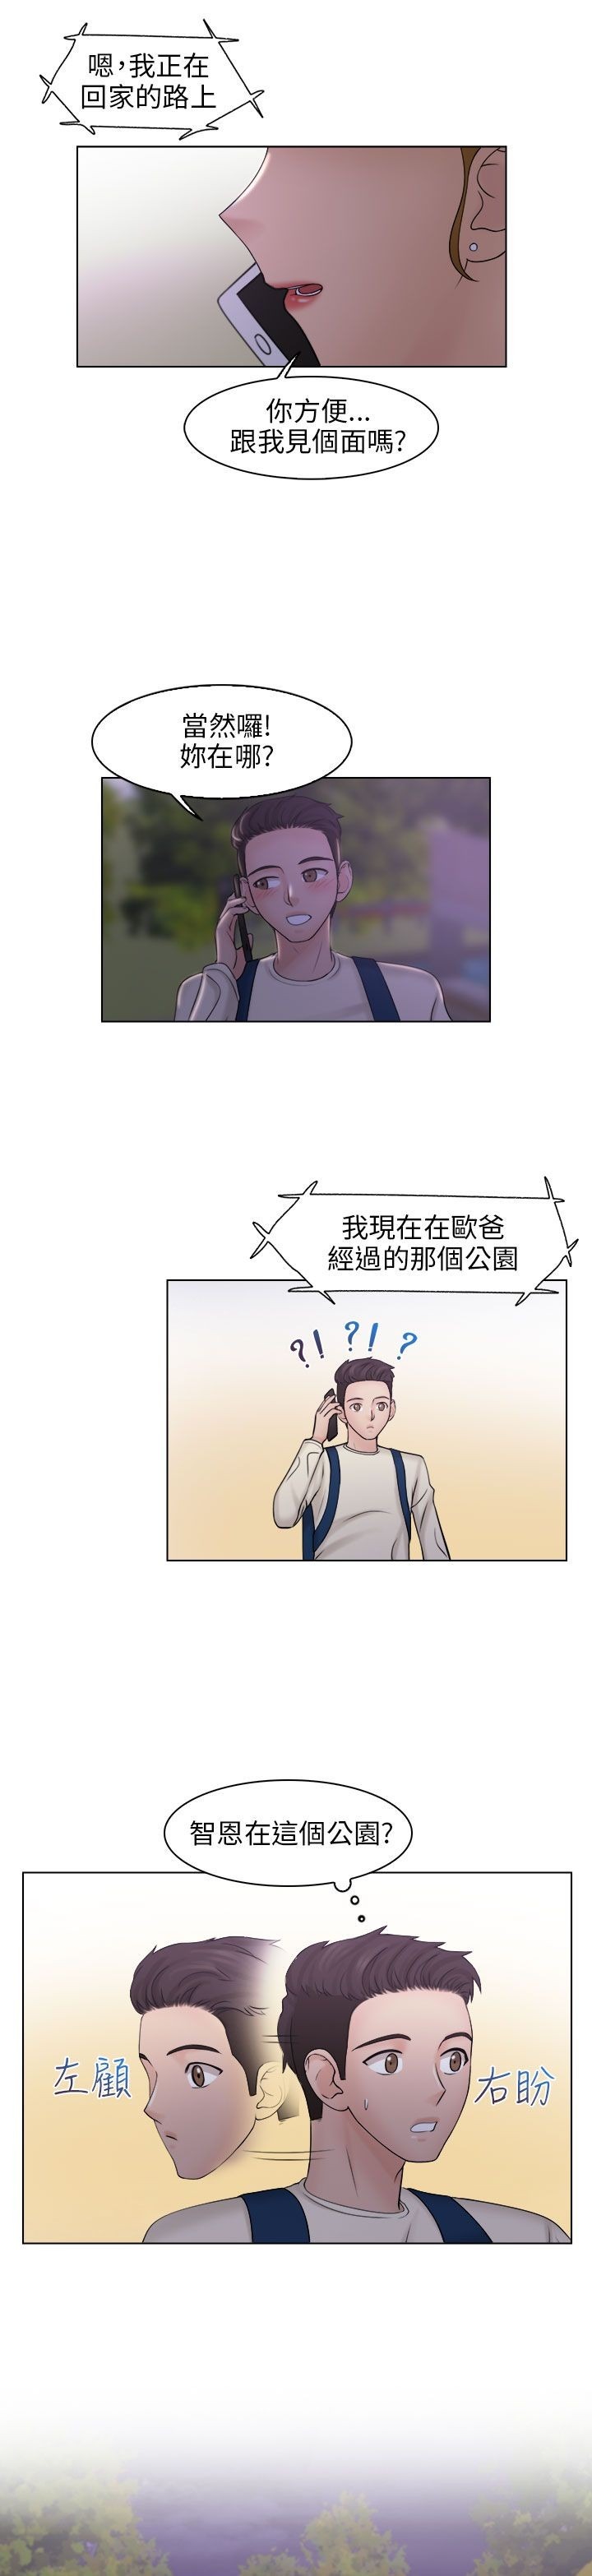 嗯，我正在
回家的路上
你方便...
跟我見個面嗎?
當然囉!
妳在哪?
我現在在歐爸
經過的那個公園
?! ?! ?
智恩在這個公園?
左顧
右盼